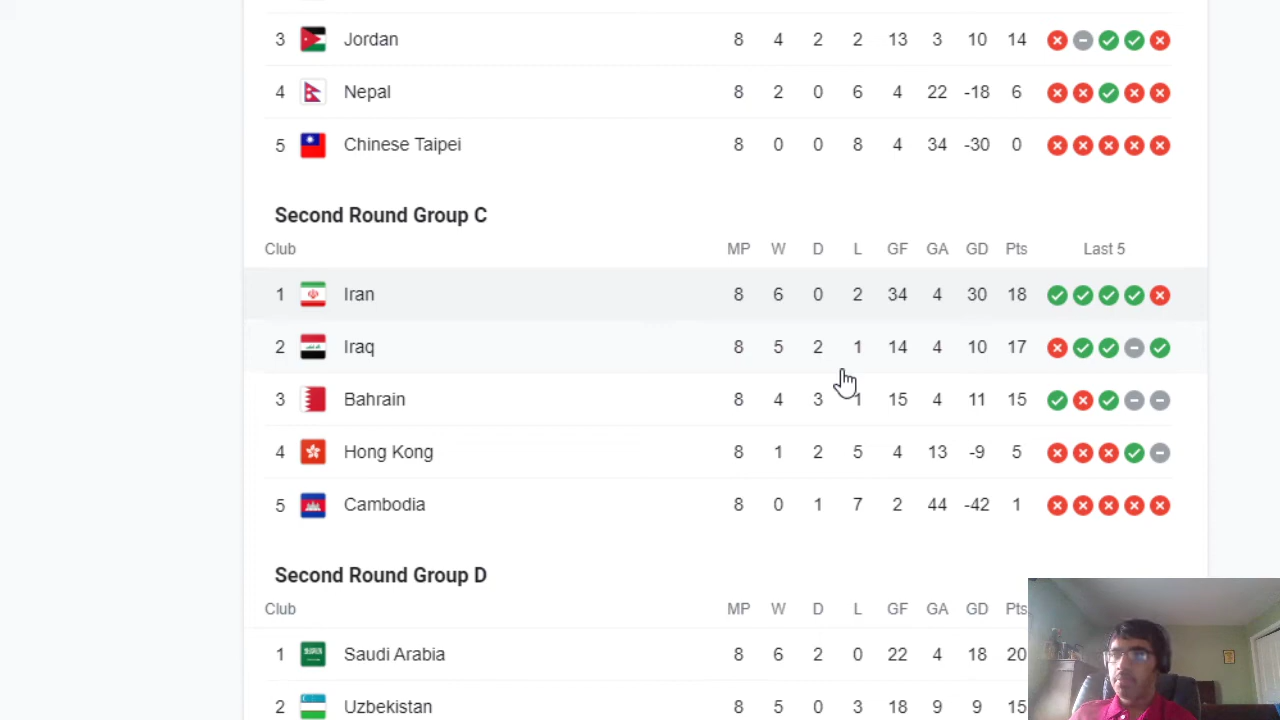 3 Jordan 8 4 2 2 13 3 10 14
4 Nepal 8 2 0 6 4 22 -18 6
5 Chinese Taipei 8 0 0 8 4 34 -30 0
Second Round Group C
Club MP W D L GF GA GD Pts Last 5
1 Iran 8 6 0 2 34 4 30 18
2 Iraq 8 5 2 1 14 4 10 17
3 Bahrain 8 4 3 1 15 4 11 15
4 Hong Kong 8 1 2 5 4 13 -9 5
5 Cambodia 8 0 1 7 2 44 -42 1
Second Round Group D
Club MP W D L GF GA GD Pts
1 Saudi Arabia 8 6 2 0 22 4 18 20
2 Uzbekistan 8 5 0 3 18 9 9 15